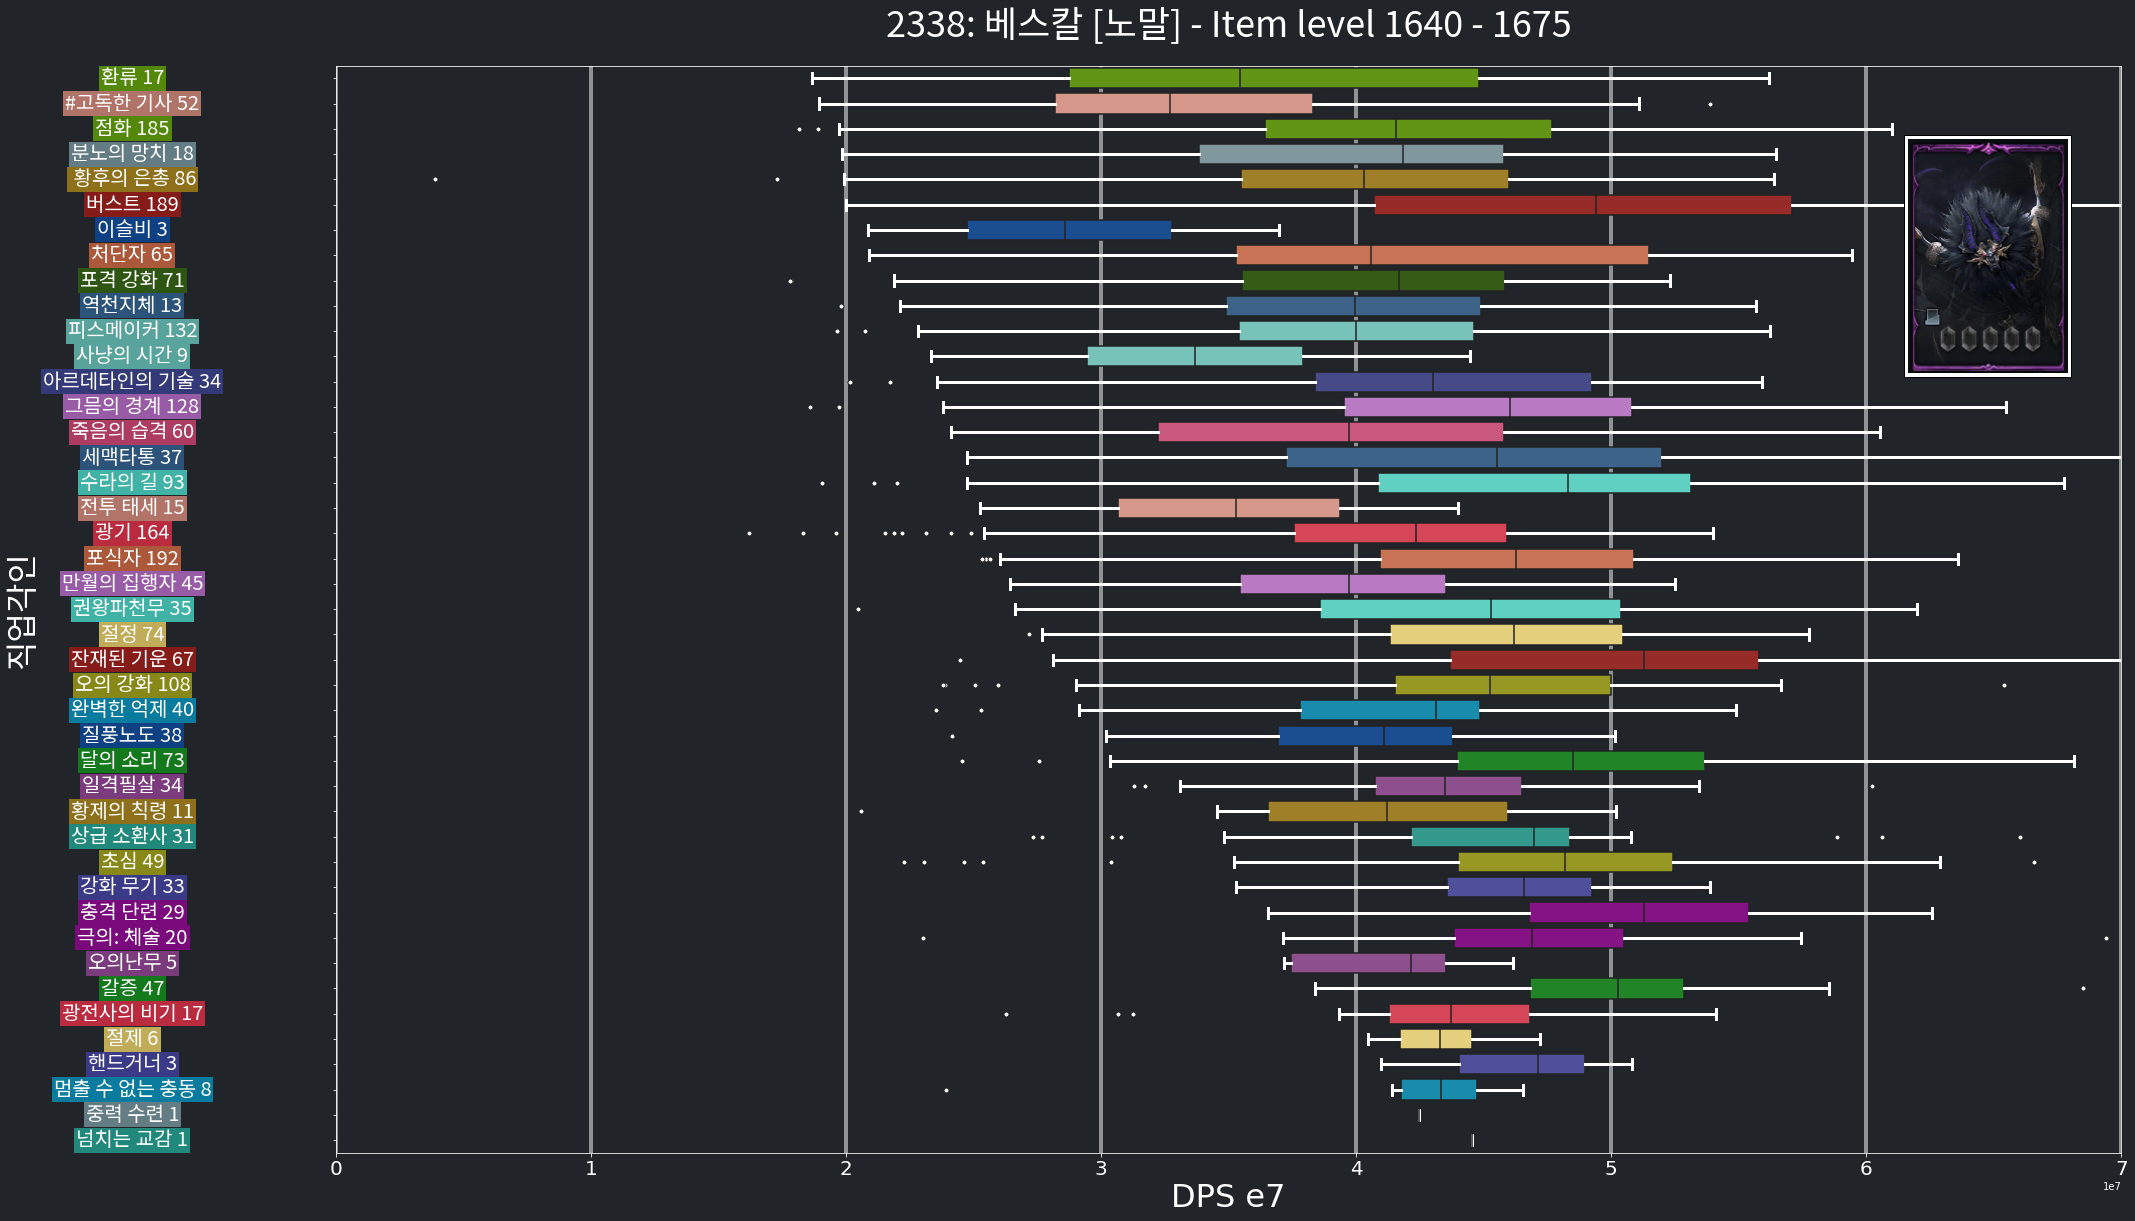 2338: 베스칼 [노말] - Item level 1640 - 1675
환류 17
#고독한 기사 52
점화 185
분노의 망치 18
황후의 은총 86
버스트 189
이슬비 3
처단자 65
포격 강화 71
역천지체 13
피스메이커 132
사냥의 시간 9
아르데타인의 기술 34
그믐의 경계 128
죽음의 습격 60
세맥타통 37
수라의 길 93
전투 태세 15
광기 164
포식자 192
만월의 집행자 45
권왕파천무 35
절정 74
잔재된 기운 67
오의 강화 108
완벽한 억제 40
질풍노도 38
달의 소리 73
일격필살 34
황제의 칙령 11
상급 소환사 31
초심 49
강화 무기 33
충격 단련 29
극의: 체술 20
오의난무 5
갈증 47
광전사의 비기 17
절제 6
핸드거너 3
멈출 수 없는 충동 8
중력 수련 1
넘치는 교감 1
직업각인
0 1 2 3 4 5 6 7
1e7
DPS e7